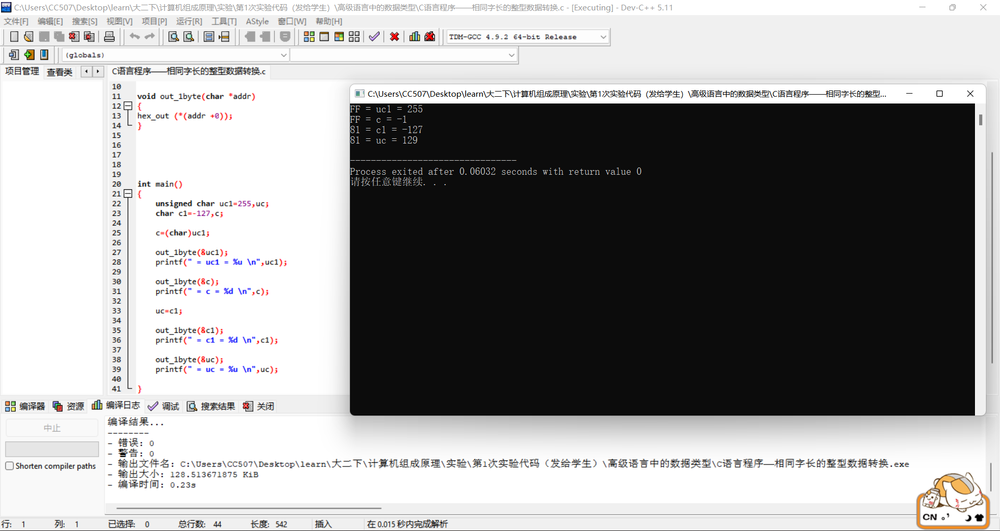 C:\Users\CC507\Desktop\learn\大二下\计算机组成原理\实验\第1次实验代码（发给学生）\高级语言中的数据类型\C语言程序——相同字长的整型数据转换.c - [Executing] - Dev-C++ 5.11
文件[F] 编辑[E] 搜索[S] 视图[V] 项目[P] 运行[R] 工具[T] AStyle 窗口[W] 帮助[H]
TDM-GCC 4.9.2 64-bit Release
(globals)
项目管理 查看类
C语言程序——相同字长的整型数据转换.c
10
11 void out_1byte(char *addr)
12 {
13 hex_out (*(addr +0));
14 }
15
16
17
18
19
20 int main()
21 {
22 unsigned char uc1=255,uc;
23 char c1=-127,c;
24
25 c=(char)uc1;
26
27 out_1byte(&uc1);
28 printf(" = uc1 = %u \n",uc1);
29
30 out_1byte(&c);
31 printf(" = c = %d \n",c);
32
33 uc=c1;
34
35 out_1byte(&c1);
36 printf(" = c1 = %d \n",c1);
37
38 out_1byte(&uc);
39 printf(" = uc = %u \n",uc);
40
41 }
C:\Users\CC507\Desktop\learn\大二下\计算机组成原理\实验\第1次实验代码（发给学生）\高级语言中的数据类型\C语言程序——相同字长的整型...
FF = uc1 = 255
FF = c = -1
81 = c1 = -127
81 = uc = 129
--------------------------------
Process exited after 0.06032 seconds with return value 0
请按任意键继续. . .
编译器 资源 编译日志 调试 搜索结果 关闭
中止
Shorten compiler paths
编译结果...
--------
- 错误: 0
- 警告: 0
- 输出文件名: C:\Users\CC507\Desktop\learn\大二下\计算机组成原理\实验\第1次实验代码（发给学生）\高级语言中的数据类型\C语言程序——相同字长的整型数据转换.exe
- 输出大小: 128.513671875 KiB
- 编译时间: 0.23s
行: 1 列: 1 已选择: 0 总行数: 44 长度: 542 插入 在 0.015 秒内完成解析
CN